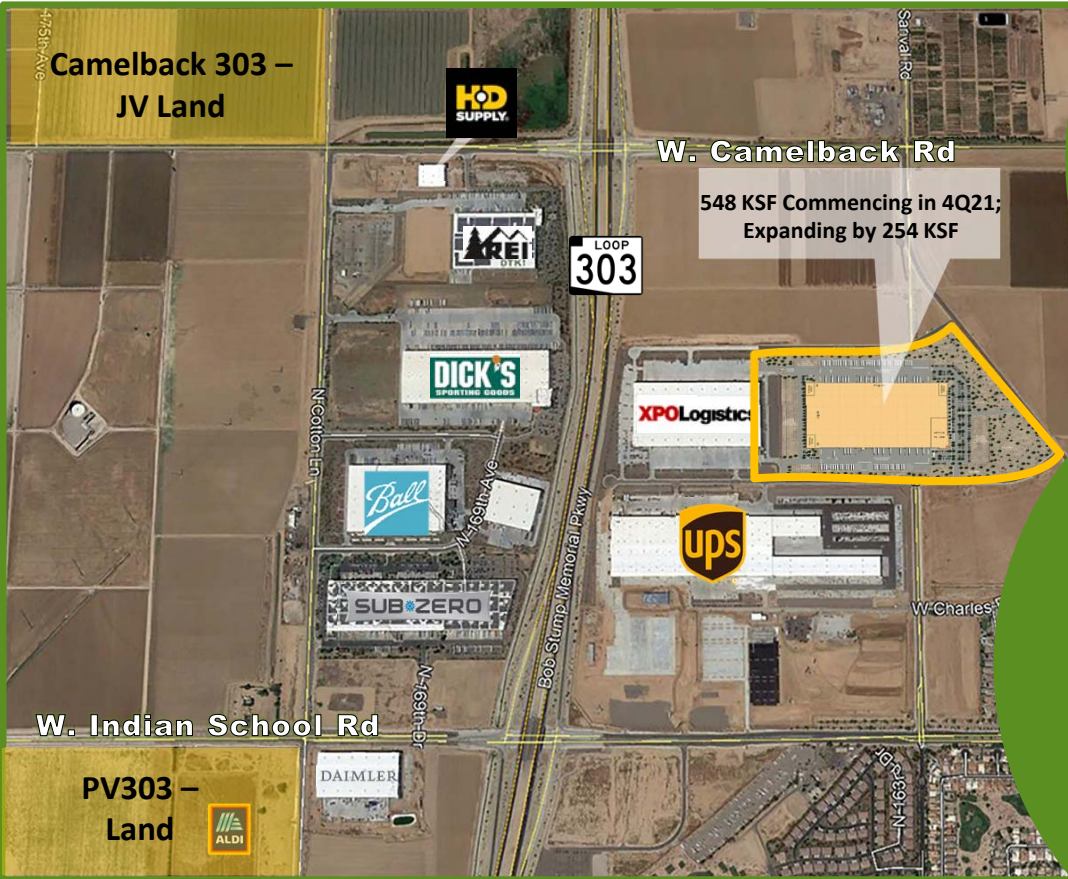 N 175th Ave
Camelback 303 –
JV Land
HD
SUPPLY
Sarival Rd
W. Camelback Rd
548 KSF Commencing in 4Q21;
Expanding by 254 KSF
REI
LOOP
303
DICK'S
SPORTING GOODS
XPOLogistics
N Cotton Ln
Ball
N 169th Ave
ups
Bob Stump Memorial Pkwy
SUB ZERO
W Charles
N 169th Dr
W. Indian School Rd
DAIMLER
PV303 –
Land
ALDI
N 163rd Dr